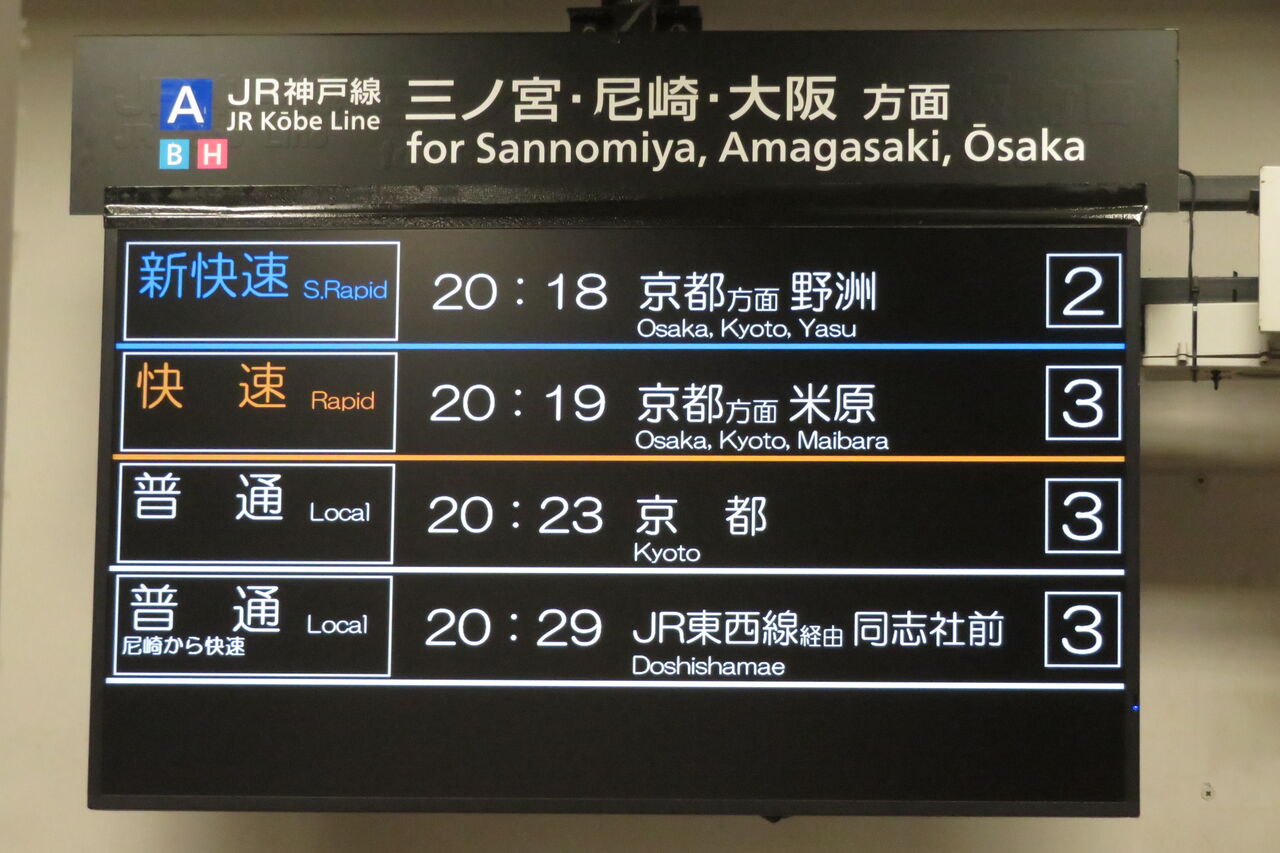 A JR神戸線 三ノ宮・尼崎・大阪 方面
B H JR Kōbe Line for Sannomiya, Amagasaki, Ōsaka
新快速 S.Rapid 20:18 京都方面 野洲 2
Osaka, Kyoto, Yasu
快 速 Rapid 20:19 京都方面 米原 3
Osaka, Kyoto, Maibara
普 通 Local 20:23 京 都 3
Kyoto
普 通 Local 20:29 JR東西線経由 同志社前 3
尼崎から快速 Doshishamae